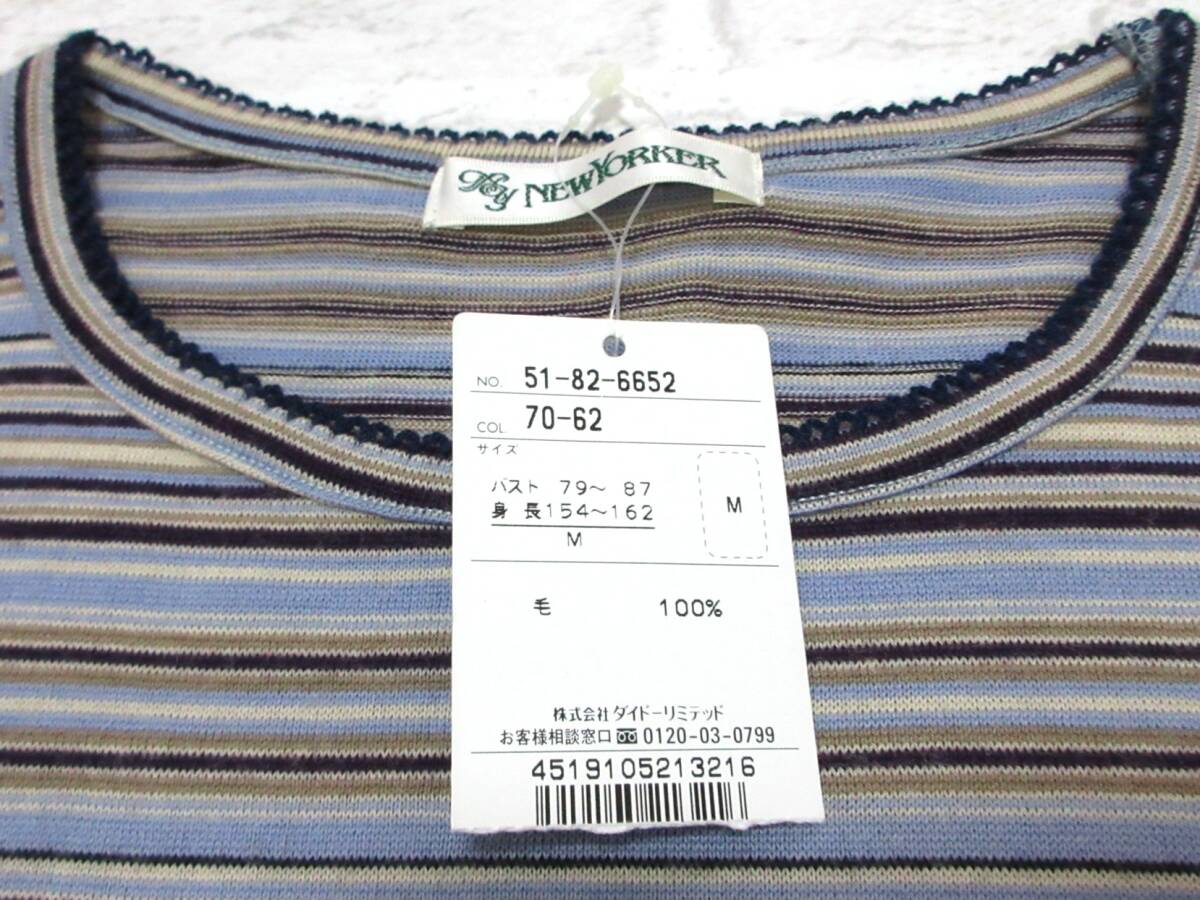 NY NEWYORKER
NO. 51-82-6652
COL. 70-62
サイズ
バスト 79〜 87
身 長154〜162
M
M
毛 100%
株式会社ダイドーリミテッド
お客様相談窓口 0120-03-0799
4519105213216